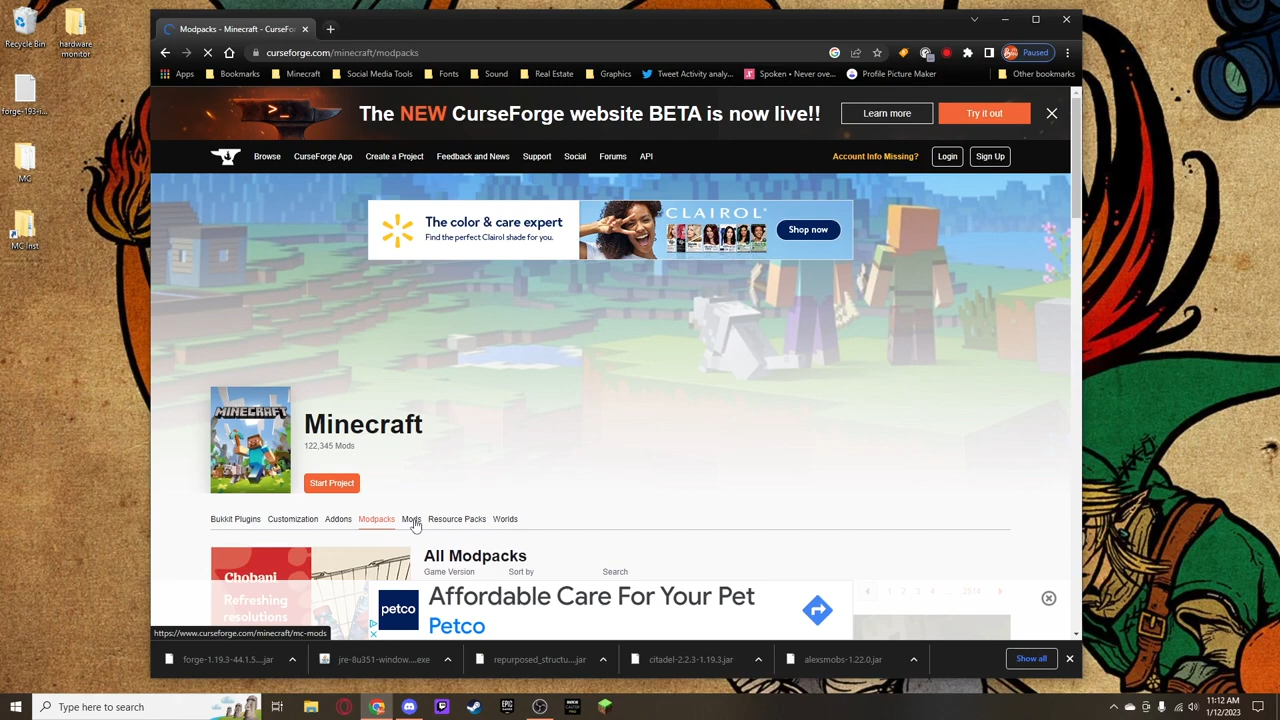 Recycle Bin
hardware
monitor
forge-193-i...
MC
MC Inst
Modpacks - Minecraft - CurseFor
curseforge.com/minecraft/modpacks
Paused
Apps
Bookmarks
Minecraft
Social Media Tools
Fonts
Sound
Real Estate
Graphics
Tweet Activity analy...
Spoken • Never ove...
Profile Picture Maker
Other bookmarks
The NEW CurseForge website BETA is now live!!
Learn more
Try it out
Browse
CurseForge App
Create a Project
Feedback and News
Support
Social
Forums
API
Account Info Missing?
Login
Sign Up
The color & care expert
Find the perfect Clairol shade for you.
CLAIROL
Shop now
MINECRAFT
Minecraft
122,345 Mods
Start Project
Bukkit Plugins
Customization
Addons
Modpacks
Mods
Resource Packs
Worlds
Chobani
Refreshing
resolutions
All Modpacks
Game Version
Sort by
Search
1 2 3 4
petco
Affordable Care For Your Pet
Petco
https://www.curseforge.com/minecraft/mc-mods
forge-1.19.3-44.1.5....jar
jre-8u351-window....exe
repurposed_structu...jar
citadel-2.2.3-1.19.3.jar
alexsmobs-1.22.0.jar
Show all
Type here to search
EPIC
11:12 AM
1/12/2023